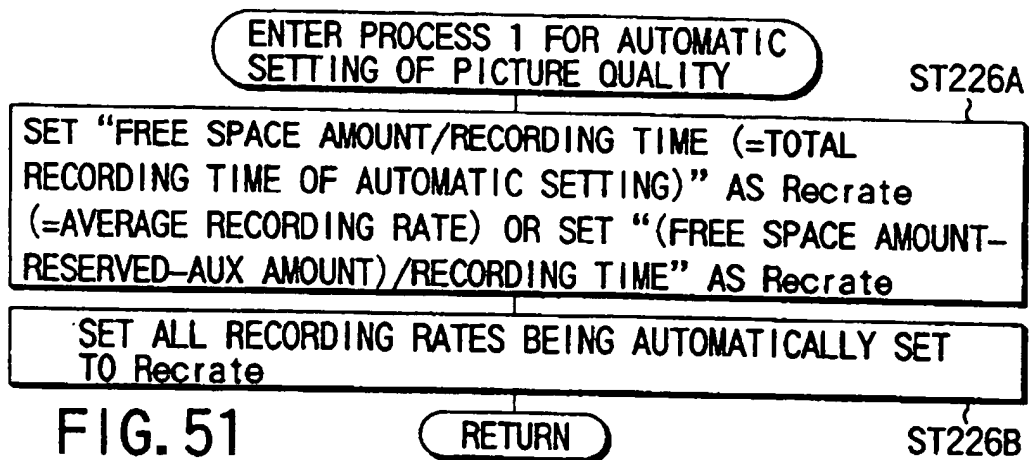 ENTER PROCESS 1 FOR AUTOMATIC
SETTING OF PICTURE QUALITY
ST226A
SET “FREE SPACE AMOUNT/RECORDING TIME (=TOTAL
RECORDING TIME OF AUTOMATIC SETTING)” AS Recrate
(=AVERAGE RECORDING RATE) OR SET “(FREE SPACE AMOUNT–
RESERVED–AUX AMOUNT)/RECORDING TIME” AS Recrate
SET ALL RECORDING RATES BEING AUTOMATICALLY SET
TO Recrate
FIG. 51
RETURN
ST226B